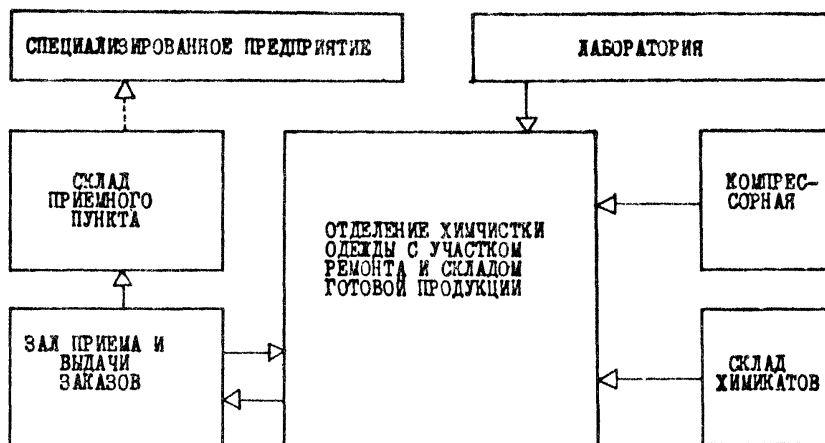 СПЕЦИАЛИЗИРОВАННОЕ ПРЕДПРИЯТИЕ
ЛАБОРАТОРИЯ
СКЛАД
ПРИЕМНОГО
ПУНКТА
ОТДЕЛЕНИЕ ХИМЧИСТКИ
ОДЕЖДЫ С УЧАСТКОМ
РЕМОНТА И СКЛАДОМ
ГОТОВОЙ ПРОДУКЦИИ
КОМПРЕС-
СОРНАЯ
ЗАЛ ПРИЕМА И
ВЫДАЧИ
ЗАКАЗОВ
СКЛАД
ХИМИКАТОВ